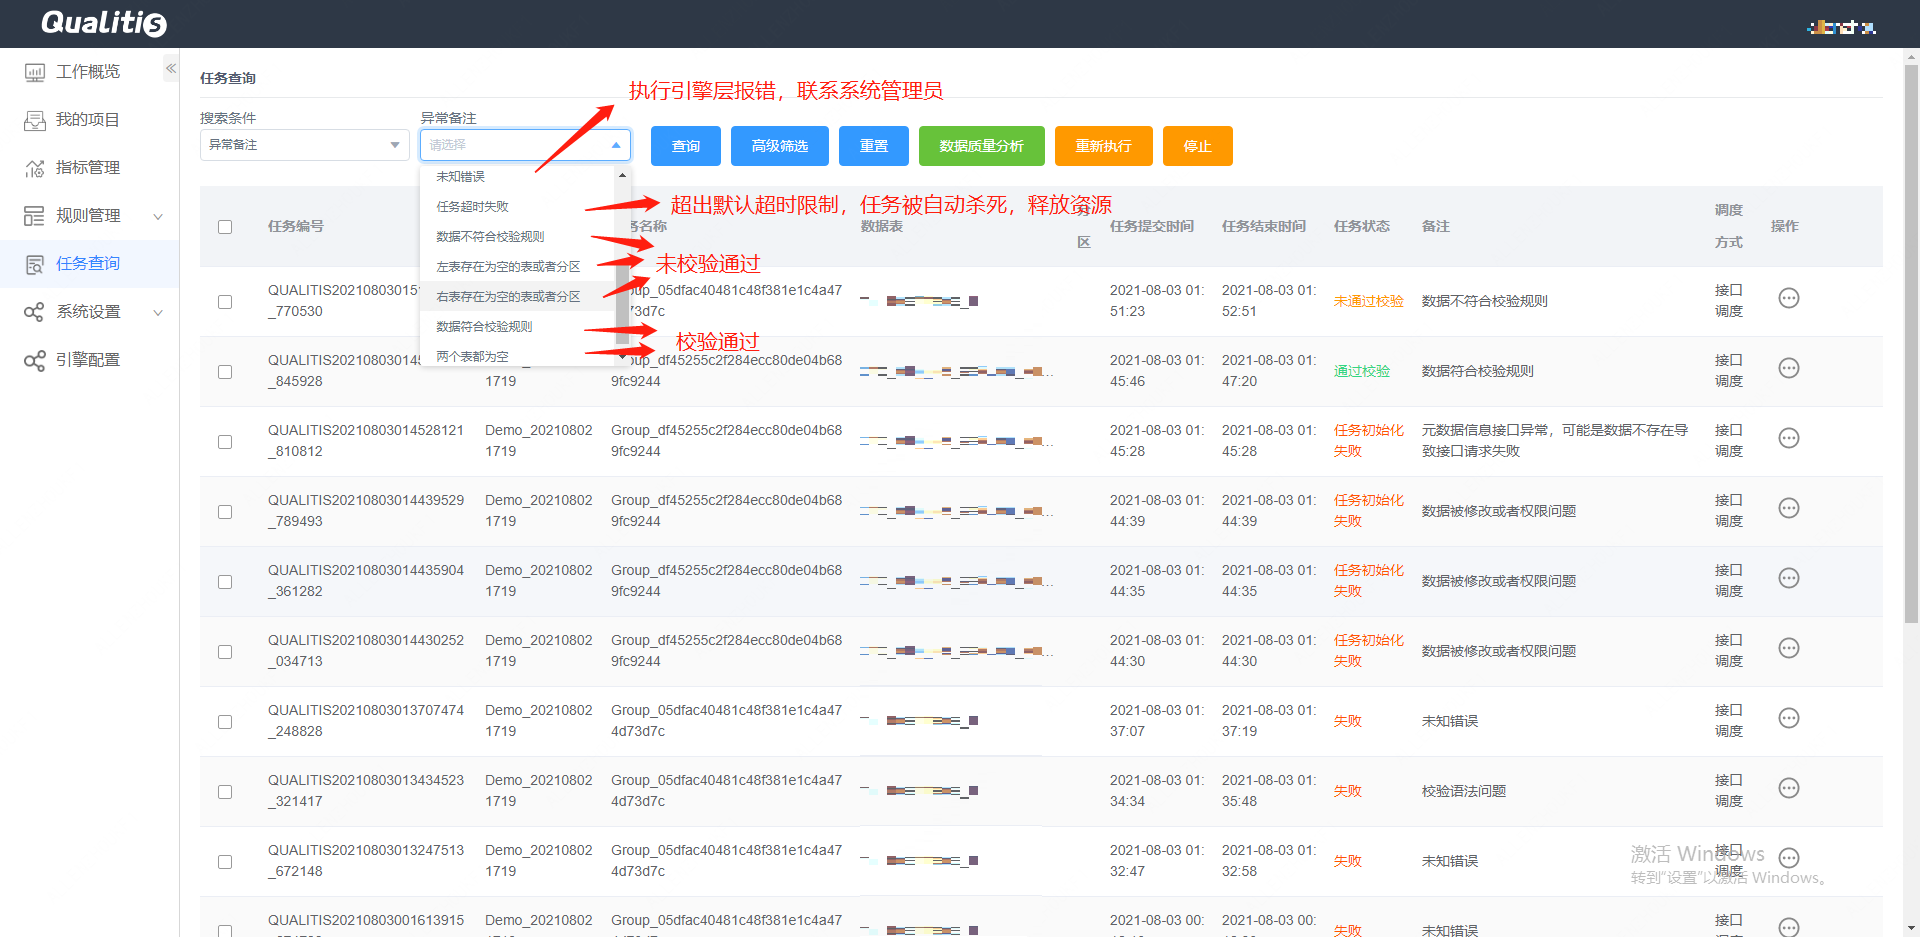 Qualitis
工作概览
我的项目
指标管理
规则管理
任务查询
系统设置
引擎配置
任务查询
执行引擎层报错，联系系统管理员
搜索条件
异常备注
异常备注
请选择
查询
高级筛选
重置
数据质量分析
重新执行
停止
未知错误
任务超时失败
数据不符合校验规则
左表存在为空的表或者分区
右表存在为空的表或者分区
数据符合校验规则
两个表都为空
超出默认超时限制，任务被自动杀死，释放资源
未校验通过
校验通过
任务编号
务名称
数据表
区
任务提交时间
任务结束时间
任务状态
备注
调度
方式
操作
QUALITIS2021080301
_770530
Group_05dfac40481c48f381e1c4a47
73d7c
2021-08-03 01:
51:23
2021-08-03 01:
52:51
未通过校验
数据不符合校验规则
接口
调度
QUALITIS2021080301
_845928
1719
oup_df45255c2f284ecc80de04b68
9fc9244
2021-08-03 01:
45:46
2021-08-03 01:
47:20
通过校验
数据符合校验规则
接口
调度
QUALITIS20210803014528121
_810812
Demo_20210802
1719
Group_df45255c2f284ecc80de04b68
9fc9244
2021-08-03 01:
45:28
2021-08-03 01:
45:28
任务初始化
失败
元数据信息接口异常，可能是数据不存在导
致接口请求失败
接口
调度
QUALITIS20210803014439529
_789493
Demo_20210802
1719
Group_df45255c2f284ecc80de04b68
9fc9244
2021-08-03 01:
44:39
2021-08-03 01:
44:39
任务初始化
失败
数据被修改或者权限问题
接口
调度
QUALITIS20210803014435904
_361282
Demo_20210802
1719
Group_df45255c2f284ecc80de04b68
9fc9244
2021-08-03 01:
44:35
2021-08-03 01:
44:35
任务初始化
失败
数据被修改或者权限问题
接口
调度
QUALITIS20210803014430252
_034713
Demo_20210802
1719
Group_df45255c2f284ecc80de04b68
9fc9244
2021-08-03 01:
44:30
2021-08-03 01:
44:30
任务初始化
失败
数据被修改或者权限问题
接口
调度
QUALITIS20210803013707474
_248828
Demo_20210802
1719
Group_05dfac40481c48f381e1c4a47
4d73d7c
2021-08-03 01:
37:07
2021-08-03 01:
37:19
失败
未知错误
接口
调度
QUALITIS20210803013434523
_321417
Demo_20210802
1719
Group_05dfac40481c48f381e1c4a47
4d73d7c
2021-08-03 01:
34:34
2021-08-03 01:
35:48
失败
校验语法问题
接口
调度
QUALITIS20210803013247513
_672148
Demo_20210802
1719
Group_05dfac40481c48f381e1c4a47
4d73d7c
2021-08-03 01:
32:47
2021-08-03 01:
32:58
失败
未知错误
接口
调度
激活 Windows
转到"设置"以激活 Windows。
QUALITIS20210803001613915
Demo_20210802
Group_05dfac40481c48f381e1c4a47
2021-08-03 00:
2021-08-03 00:
失败
未知错误
接口